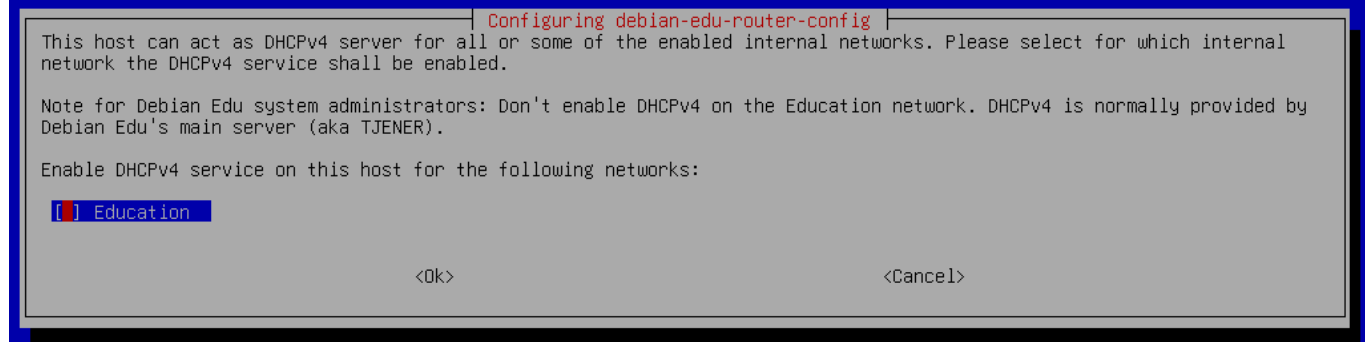 Configuring debian-edu-router-config
This host can act as DHCPv4 server for all or some of the enabled internal networks. Please select for which internal
network the DHCPv4 service shall be enabled.
Note for Debian Edu system administrators: Don't enable DHCPv4 on the Education network. DHCPv4 is normally provided by
Debian Edu's main server (aka TJENER).
Enable DHCPv4 service on this host for the following networks:
[ ] Education
<Ok> <Cancel>